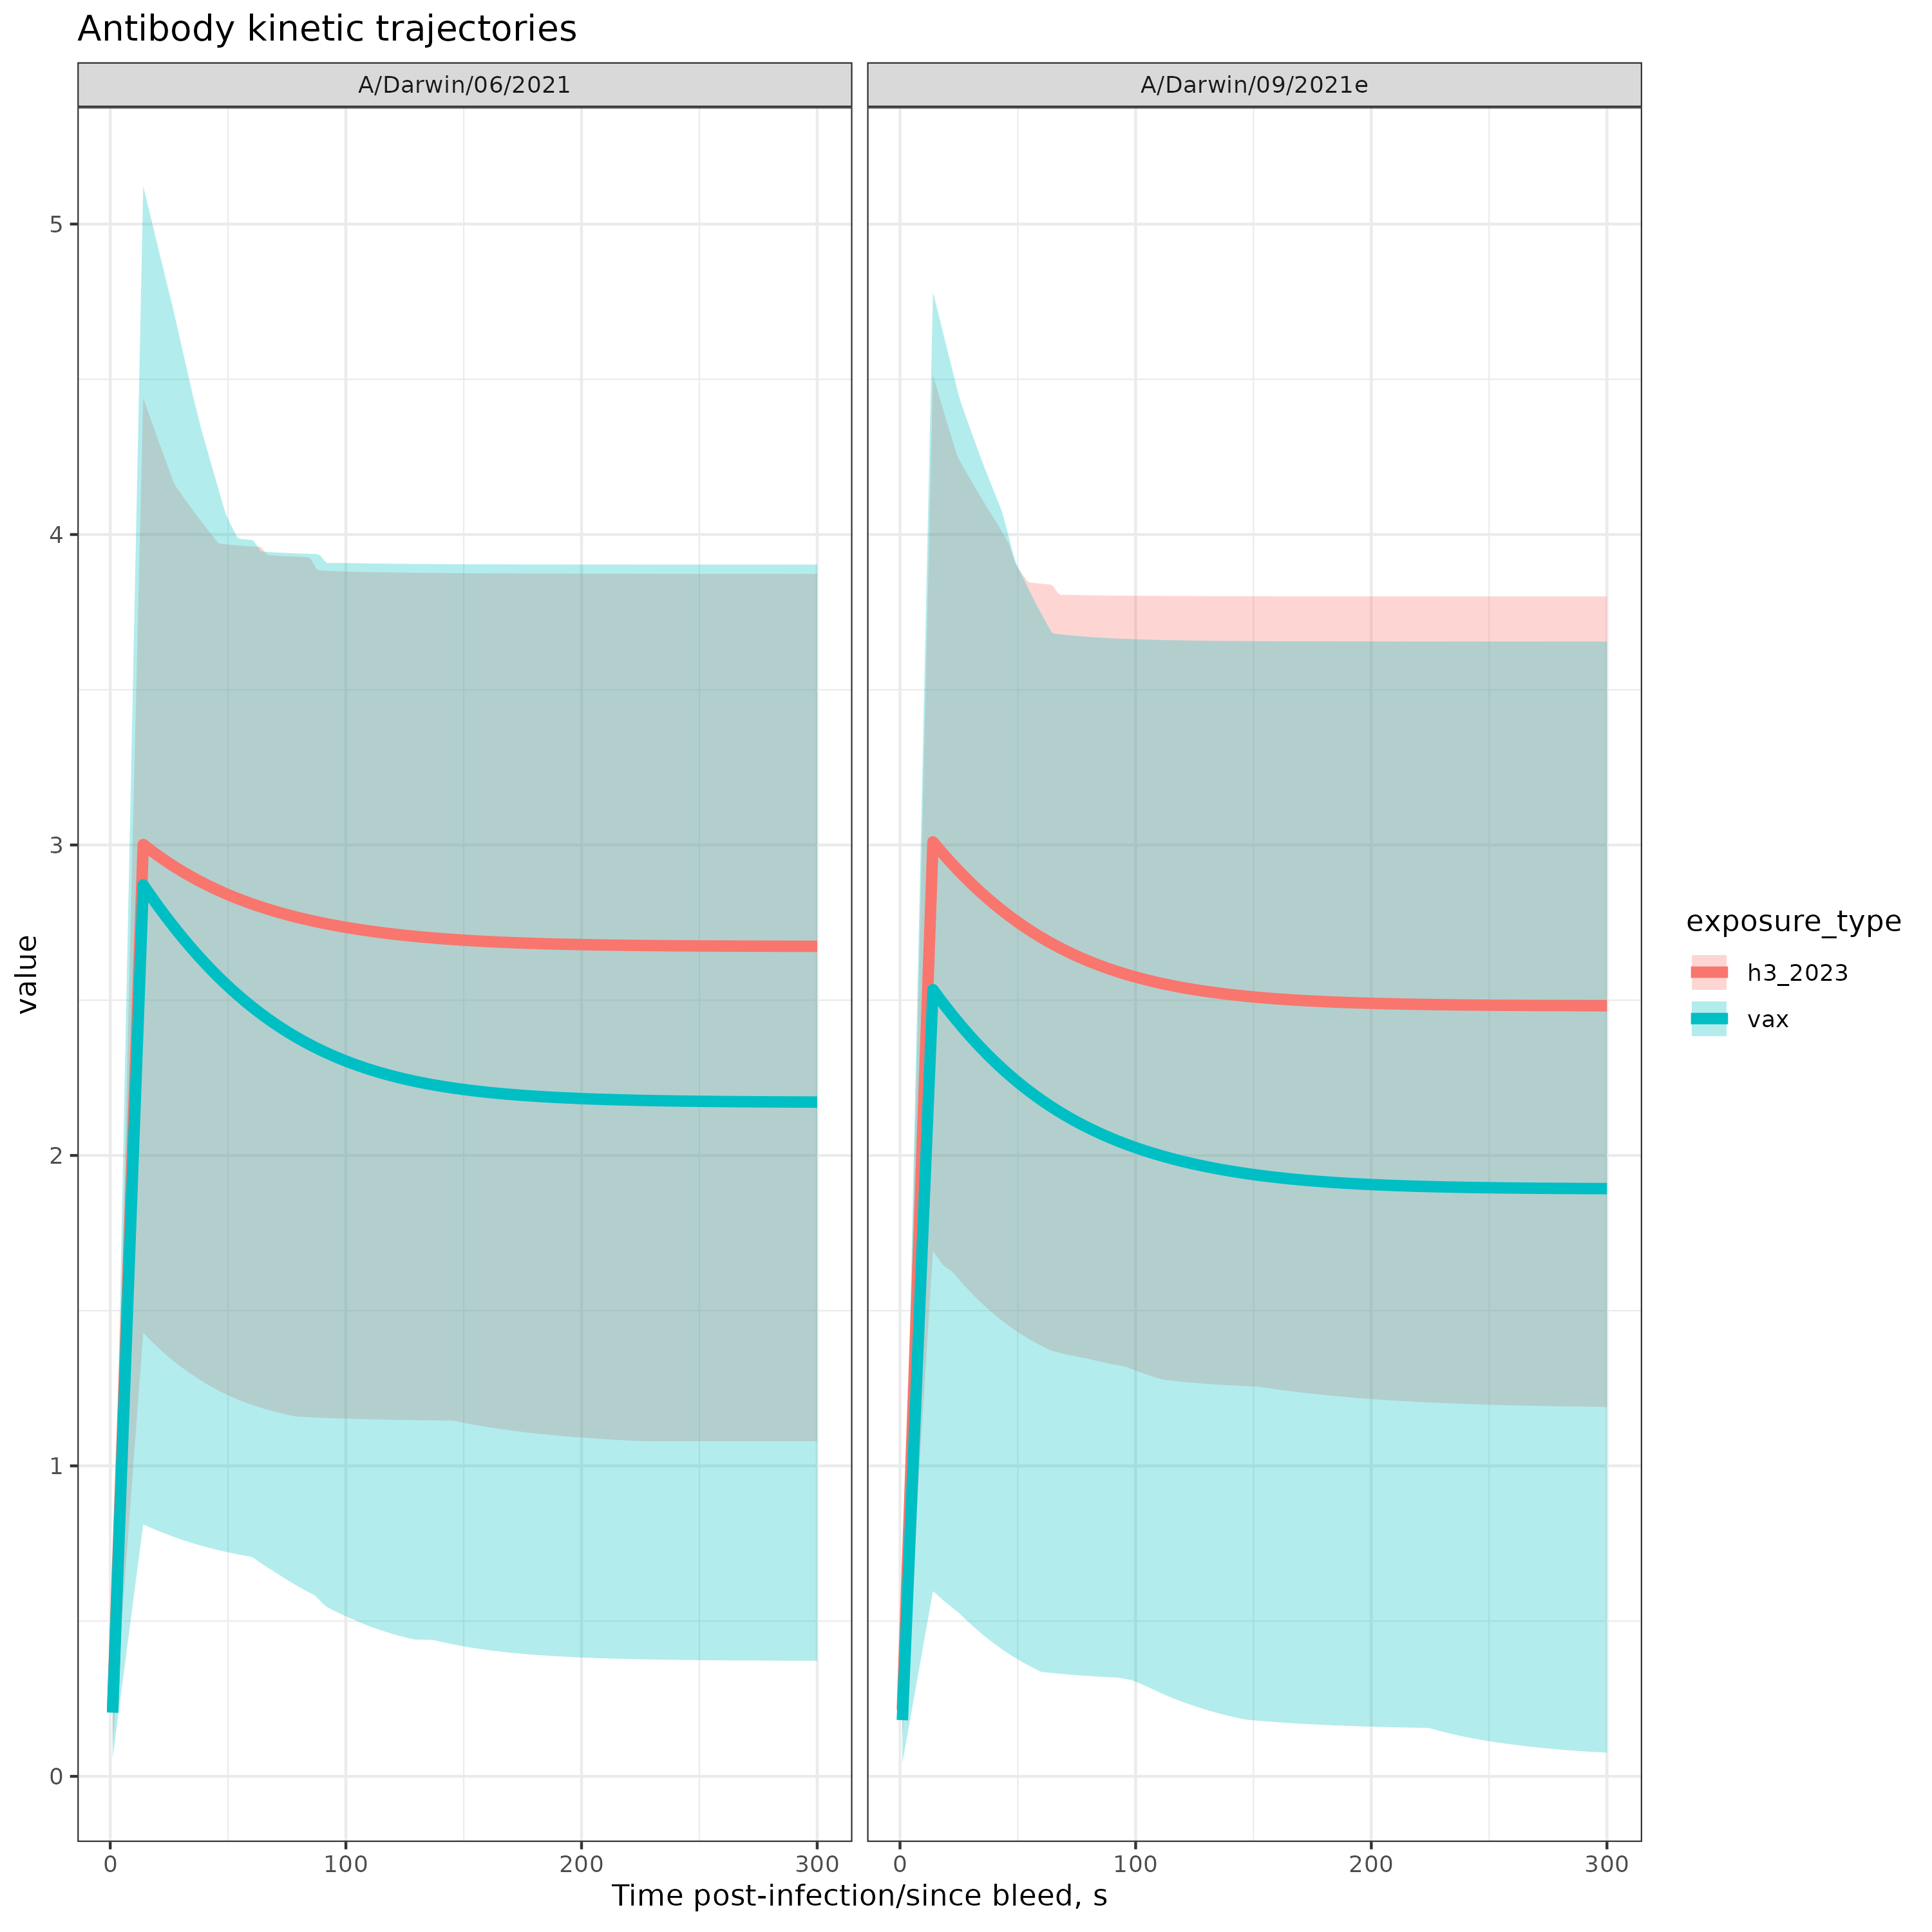 Antibody kinetic trajectories
A/Darwin/06/2021
A/Darwin/09/2021e
5
4
3
2
1
0
value
0
100
200
300
0
100
200
300
Time post-infection/since bleed, s
exposure_type
h3_2023
vax